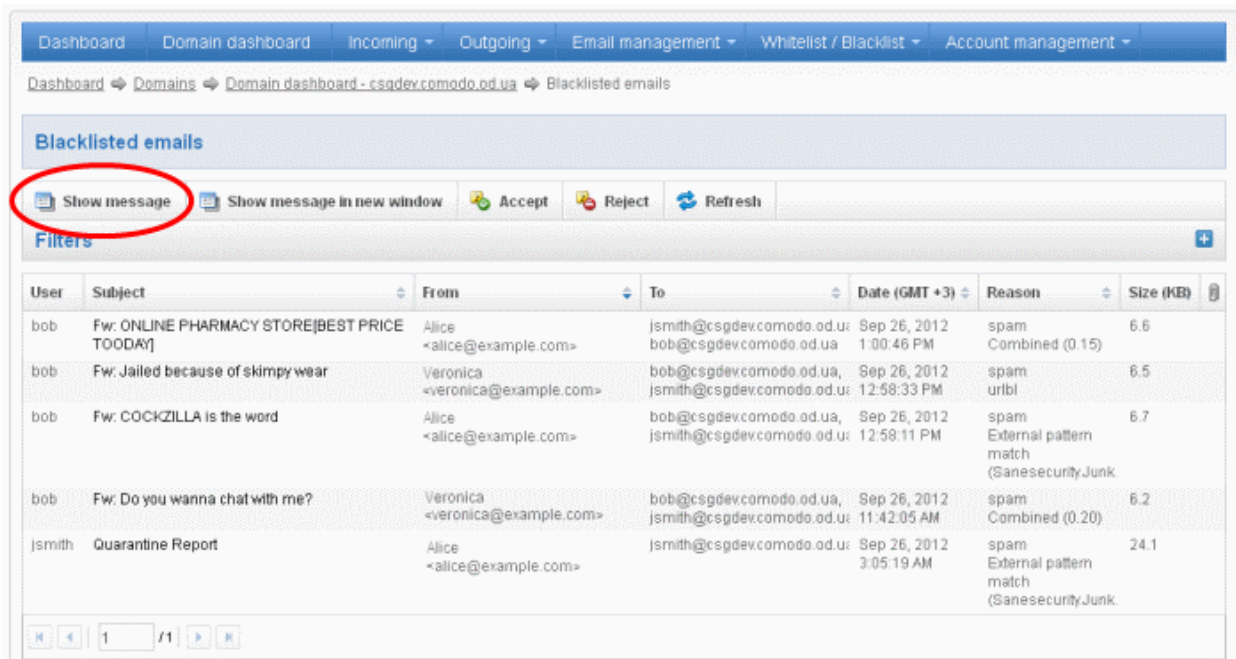 Dashboard Domain dashboard Incoming Outgoing Email management Whitelist / Blacklist Account management
Dashboard Domains Domain dashboard - csgdev.comodo.od.ua Blacklisted emails
Blacklisted emails
Show message Show message in new window Accept Reject Refresh
Filters
User Subject From To Date (GMT +3) Reason Size (KB)
bob Fw: ONLINE PHARMACY STORE[BEST PRICE Alice jsmith@csgdev.comodo.od.ua Sep 26, 2012 spam 6.6
TOODAY] <alice@example.com> bob@csgdev.comodo.od.ua 1:00:46 PM Combined (0.15)
bob Fw: Jailed because of skimpy wear Veronica bob@csgdev.comodo.od.ua, Sep 26, 2012 spam 6.5
<veronica@example.com> jsmith@csgdev.comodo.od.ua 12:58:33 PM urlbl
bob Fw: COCKZILLA is the word Alice bob@csgdev.comodo.od.ua, Sep 26, 2012 spam 6.7
<alice@example.com> jsmith@csgdev.comodo.od.ua 12:58:11 PM External pattern
match
(Sanesecurity.Junk.
bob Fw: Do you wanna chat with me? Veronica bob@csgdev.comodo.od.ua, Sep 26, 2012 spam 6.2
<veronica@example.com> jsmith@csgdev.comodo.od.ua 11:42:05 AM Combined (0.20)
jsmith Quarantine Report Alice jsmith@csgdev.comodo.od.ua Sep 26, 2012 spam 24.1
<alice@example.com> 3:05:19 AM External pattern
match
(Sanesecurity.Junk.
1 /1